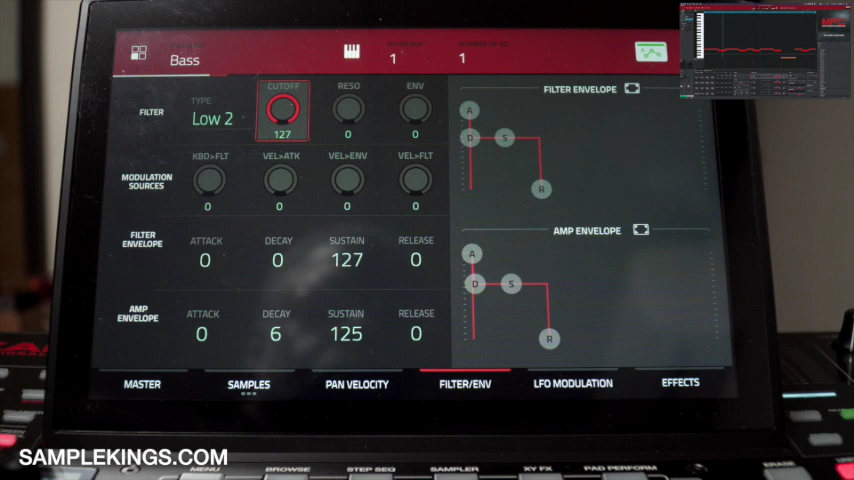 Bass
1
1
FILTER
TYPE
Low 2
CUTOFF
127
RESO
0
ENV
0
MODULATION
SOURCES
KBD>FLT
0
VEL>ATK
0
VEL>ENV
0
VEL>FLT
0
FILTER
ENVELOPE
ATTACK
0
DECAY
0
SUSTAIN
127
RELEASE
0
AMP
ENVELOPE
ATTACK
0
DECAY
6
SUSTAIN
125
RELEASE
0
FILTER ENVELOPE
A
D
S
R
AMP ENVELOPE
A
D
S
R
MASTER
SAMPLES
PAN VELOCITY
FILTER/ENV
LFO MODULATION
EFFECTS
MENU
BROWSE
STEP SEQ
SAMPLER
XY FX
PAD PERFORM
ERASE
SAMPLEKINGS.COM